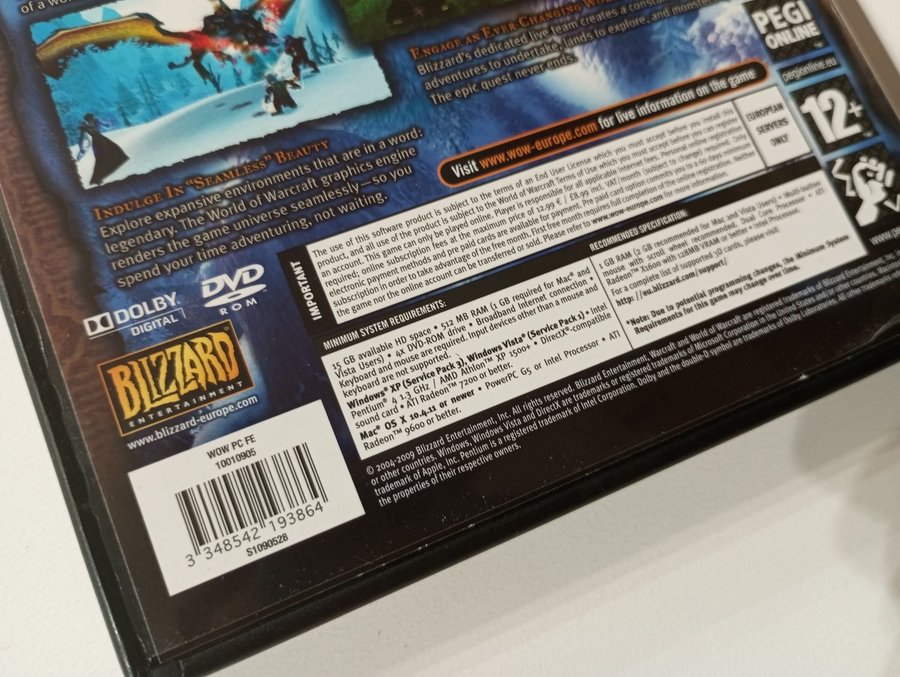 of a wo
INDULGE IN "SEAMLESS" BEAUTY
Explore expansive environments that are in a word:
legendary. The World of Warcraft graphics engine
renders the game universe seamlessly—so you
spend your time adventuring, not waiting.
ENGAGE AN EVER-CHANGING
Blizzard's dedicated live team creates a constan
adventures to undertake, lands to explore, and monster
The epic quest never ends.
Visit www.wow-europe.com for live information on the game
PEGI
ONLINE
pegionline.eu
12+
EUROPEAN
SERVERS
ONLY
IMPORTANT
The use of this software product is subject to the terms of an End User License which you must accept before you install this
product, and all use of the product is subject to the World of Warcraft Terms of Use which you must accept before you can register
an account. This game can only be played online. Player is responsible for all applicable internet fees. Personal online registration
required; online subscription fees at the maximum price of 12.99 € / £8.99 incl. VAT/month (subject to change) required. Only
electronic payment methods and pre paid cards are available for payment. Pre paid card option commits you to a 60 minimum
subscription in order to take advantage of the free month. First month requires full completion of the online registration. Neither
the game nor the online account can be transferred or sold. Please refer to www.wow-europe.com for more information.
MINIMUM SYSTEM REQUIREMENTS:
15 GB available HD space • 512 MB RAM (1 GB required for Mac® and
Vista Users) • 4X DVD-ROM drive • Broadband Internet connection •
Keyboard and mouse are required. Input devices other than mouse and
keyboard are not supported.
Windows® XP (Service Pack 3), Windows Vista® (Service Pack 1) • Intel
Pentium® 4 1.3 GHz / AMD Athlon™ XP 1500+ • DirectX®-compatible
sound card • ATI Radeon™ 7200 or better.
Mac® OS X 10.4.11 or newer • PowerPC G5 or Intel Processor • ATI
Radeon™ 9600 or better.
RECOMMENDED SPECIFICATION:
1 GB RAM (2 GB recommended for Mac and Vista Users) • Multi-button
mouse with scroll wheel recommended. Dual Core Processor • ATI
Radeon™ X1600 with 128MB VRAM or better • Intel Processor.
For a complete list of supported 3D cards, please visit:
http://eu.blizzard.com/support/
*Note: Due to potential programming changes, the Minimum System
Requirements for this game may change over time.
DOLBY
DIGITAL
DVD
ROM
BLIZZARD
ENTERTAINMENT
www.blizzard-europe.com
© 2004-2009 Blizzard Entertainment, Inc. All rights reserved. Blizzard Entertainment, Warcraft and World of Warcraft are registered trademarks of Blizzard Entertainment, Inc.
or other countries. Windows, Windows Vista and DirectX are trademarks or registered trademarks of Microsoft Corporation in the United States and/or other countries. Macintosh
trademark of Apple, Inc. Pentium is a registered trademark of Intel Corporation. Dolby and the double-D symbol are trademarks of Dolby Laboratories. All other
the properties of their respective owners.
WOW PC FE
10010905
3 348542 193864
S1090528